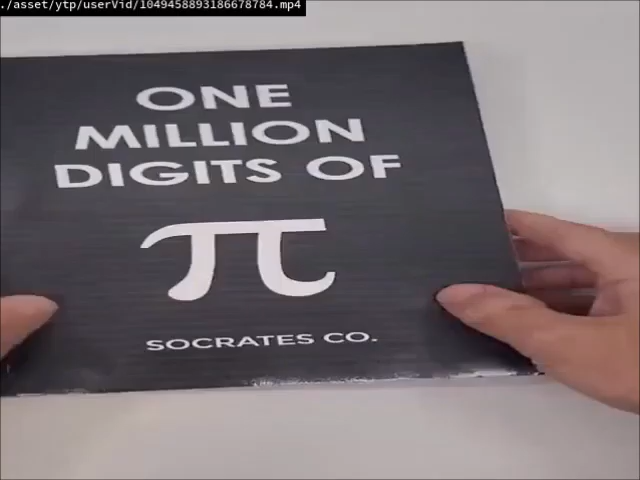 ./asset/ytp/userVid/1049458893186678784.mp4
ONE
MILLION
DIGITS OF
π
SOCRATES CO.